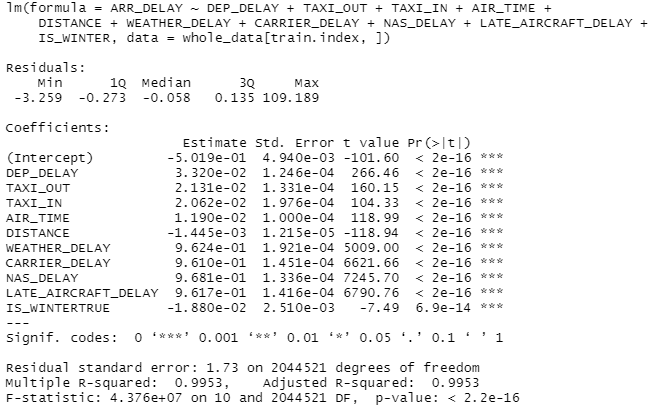 lm(formula = ARR_DELAY ~ DEP_DELAY + TAXI_OUT + TAXI_IN + AIR_TIME +
    DISTANCE + WEATHER_DELAY + CARRIER_DELAY + NAS_DELAY + LATE_AIRCRAFT_DELAY +
    IS_WINTER, data = whole_data[train.index, ])
Residuals:
    Min      1Q  Median      3Q     Max
 -3.259  -0.273  -0.058   0.135 109.189
Coefficients:
                      Estimate Std. Error t value Pr(>|t|)
(Intercept)         -5.019e-01  4.940e-03 -101.60  < 2e-16 ***
DEP_DELAY            3.320e-02  1.246e-04  266.46  < 2e-16 ***
TAXI_OUT             2.131e-02  1.331e-04  160.15  < 2e-16 ***
TAXI_IN              2.062e-02  1.976e-04  104.33  < 2e-16 ***
AIR_TIME             1.190e-02  1.000e-04  118.99  < 2e-16 ***
DISTANCE            -1.445e-03  1.215e-05 -118.94  < 2e-16 ***
WEATHER_DELAY        9.624e-01  1.921e-04 5009.00  < 2e-16 ***
CARRIER_DELAY        9.610e-01  1.451e-04 6621.66  < 2e-16 ***
NAS_DELAY            9.681e-01  1.336e-04 7245.70  < 2e-16 ***
LATE_AIRCRAFT_DELAY  9.617e-01  1.416e-04 6790.76  < 2e-16 ***
IS_WINTERTRUE       -1.880e-02  2.510e-03   -7.49  6.9e-14 ***
---
Signif. codes:  0 ‘***’ 0.001 ‘**’ 0.01 ‘*’ 0.05 ‘.’ 0.1 ‘ ’ 1
Residual standard error: 1.73 on 2044521 degrees of freedom
Multiple R-squared:  0.9953,    Adjusted R-squared:  0.9953
F-statistic: 4.376e+07 on 10 and 2044521 DF,  p-value: < 2.2e-16